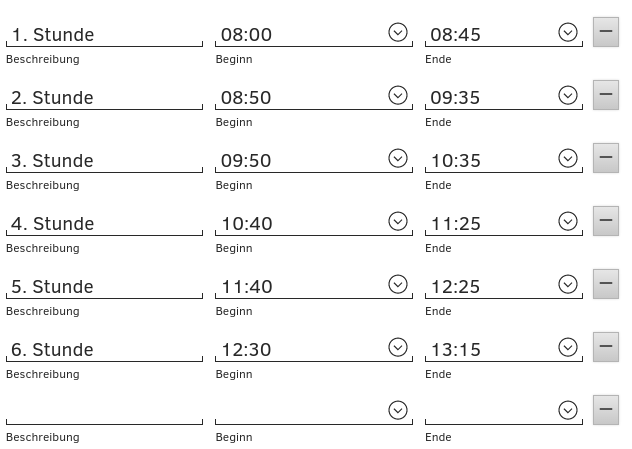 1. Stunde 08:00 08:45
Beschreibung Beginn Ende
2. Stunde 08:50 09:35
Beschreibung Beginn Ende
3. Stunde 09:50 10:35
Beschreibung Beginn Ende
4. Stunde 10:40 11:25
Beschreibung Beginn Ende
5. Stunde 11:40 12:25
Beschreibung Beginn Ende
6. Stunde 12:30 13:15
Beschreibung Beginn Ende
Beschreibung Beginn Ende